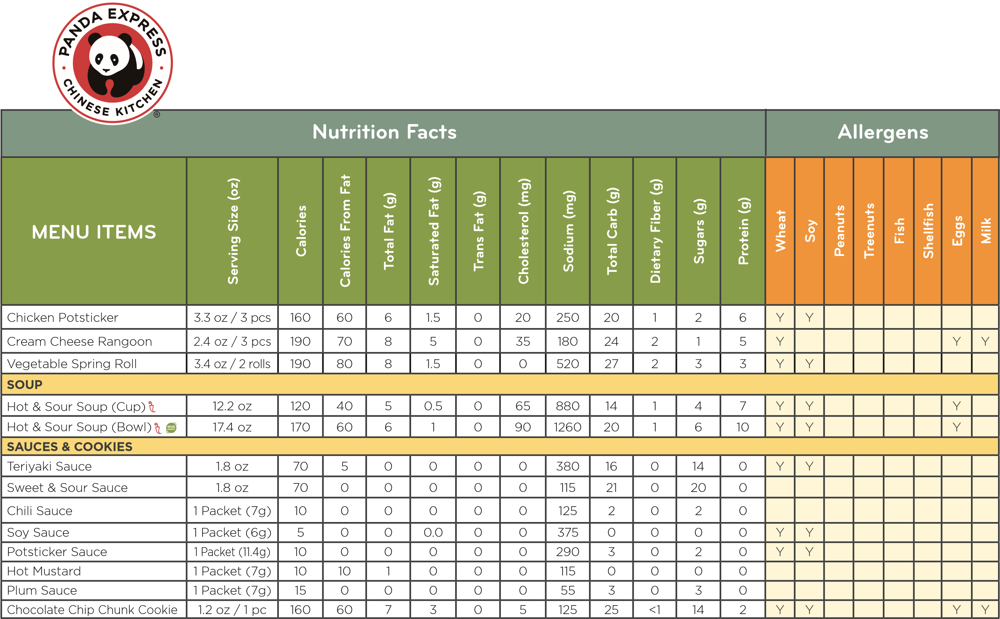 PANDA EXPRESS
CHINESE KITCHEN
®
Nutrition Facts Allergens
MENU ITEMS Serving Size (oz) Calories Calories From Fat Total Fat (g) Saturated Fat (g) Trans Fat (g) Cholesterol (mg) Sodium (mg) Total Carb (g) Dietary Fiber (g) Sugars (g) Protein (g) Wheat Soy Peanuts Treenuts Fish Shellfish Eggs Milk
Chicken Potsticker 3.3 oz / 3 pcs 160 60 6 1.5 0 20 250 20 1 2 6 Y Y
Cream Cheese Rangoon 2.4 oz / 3 pcs 190 70 8 5 0 35 180 24 2 1 5 Y Y Y
Vegetable Spring Roll 3.4 oz / 2 rolls 190 80 8 1.5 0 0 520 27 2 3 3 Y Y
SOUP
Hot & Sour Soup (Cup) 12.2 oz 120 40 5 0.5 0 65 880 14 1 4 7 Y Y Y
Hot & Sour Soup (Bowl) WOK SMART 17.4 oz 170 60 6 1 0 90 1260 20 1 6 10 Y Y Y
SAUCES & COOKIES
Teriyaki Sauce 1.8 oz 70 5 0 0 0 0 380 16 0 14 0 Y Y
Sweet & Sour Sauce 1.8 oz 70 0 0 0 0 0 115 21 0 20 0
Chili Sauce 1 Packet (7g) 10 0 0 0 0 0 125 2 0 2 0
Soy Sauce 1 Packet (6g) 5 0 0 0.0 0 0 375 0 0 0 0 Y Y
Potsticker Sauce 1 Packet (11.4g) 10 0 0 0 0 0 290 3 0 2 0 Y Y
Hot Mustard 1 Packet (7g) 10 10 1 0 0 0 115 0 0 0 0
Plum Sauce 1 Packet (7g) 15 0 0 0 0 0 55 3 0 3 0
Chocolate Chip Chunk Cookie 1.2 oz / 1 pc 160 60 7 3 0 5 125 25 <1 14 2 Y Y Y Y